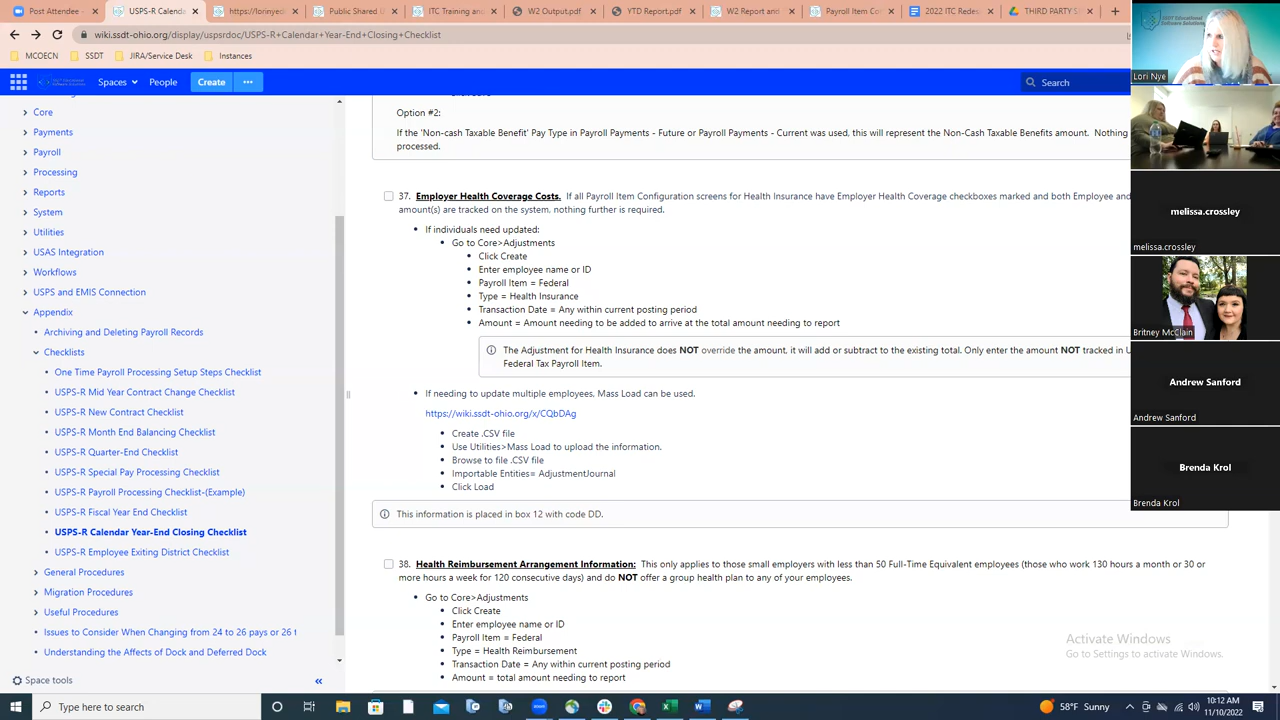 Payroll
USPS-R
Public Shared
ITC Training and
W2 Output.pdf
YTD Report.pdf
W2 Report and
Payroll Item Co
2022 ITC Redes
THIRD PARTY S
wiki.ssdt-ohio.org/display/uspsrdoc/USPS-R+Calendar+Year-End+Closing+Checklist
MCOECN
SSDT
JIRA/Service Desk
Instances
Spaces
People
Create
Search
Core
Payments
Payroll
Processing
Reports
System
Utilities
USAS Integration
Workflows
USPS and EMIS Connection
Appendix
Archiving and Deleting Payroll Records
Checklists
One Time Payroll Processing Setup Steps Checklist
USPS-R Mid Year Contract Change Checklist
USPS-R New Contract Checklist
USPS-R Month End Balancing Checklist
USPS-R Quarter-End Checklist
USPS-R Special Pay Processing Checklist
USPS-R Payroll Processing Checklist-(Example)
USPS-R Fiscal Year End Checklist
USPS-R Calendar Year-End Closing Checklist
USPS-R Employee Exiting District Checklist
General Procedures
Migration Procedures
Useful Procedures
Issues to Consider When Changing from 24 to 26 pays or 26 t
Understanding the Affects of Dock and Deferred Dock
Space tools
Option #2:
If the 'Non-cash Taxable Benefit' Pay Type in Payroll Payments - Future or Payroll Payments - Current was used, this will represent the Non-Cash Taxable Benefits amount. Nothing
processed.
37. Employer Health Coverage Costs. If all Payroll Item Configuration screens for Health Insurance have Employer Health Coverage checkboxes marked and both Employee and
amount(s) are tracked on the system, nothing further is required.
If individuals need updated:
Go to Core>Adjustments
Click Create
Enter employee name or ID
Payroll Item = Federal
Type = Health Insurance
Transaction Date = Any within current posting period
Amount = Amount needing to be added to arrive at the total amount needing to report
The Adjustment for Health Insurance does NOT override the amount, it will add or subtract to the existing total. Only enter the amount NOT tracked in U
Federal Tax Payroll Item.
If needing to update multiple employees, Mass Load can be used.
https://wiki.ssdt-ohio.org/x/CQbDAg
Create .CSV file
Use Utilities>Mass Load to upload the information.
Browse to file .CSV file
Importable Entities= AdjustmentJournal
Click Load
This information is placed in box 12 with code DD.
38. Health Reimbursement Arrangement Information: This only applies to those small employers with less than 50 Full-Time Equivalent employees (those who work 130 hours a month or 30 or
more hours a week for 120 consecutive days) and do NOT offer a group health plan to any of your employees.
Go to Core>Adjustments
Click Create
Enter employee name or ID
Payroll Item = Federal
Type = Health Reimbursement
Transaction Date = Any within current posting period
Amount = total amount needing to report
Activate Windows
Go to Settings to activate Windows.
Lori Nye
melissa.crossley
melissa.crossley
Britney McClain
Andrew Sanford
Andrew Sanford
Brenda Krol
Brenda Krol
Type here to search
58°F Sunny
10:12 AM
11/10/2022